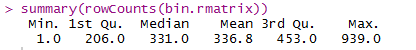 > summary(rowCounts(bin.rmatrix))
Min. 1st Qu. Median Mean 3rd Qu. Max.
1.0 206.0 331.0 336.8 453.0 939.0